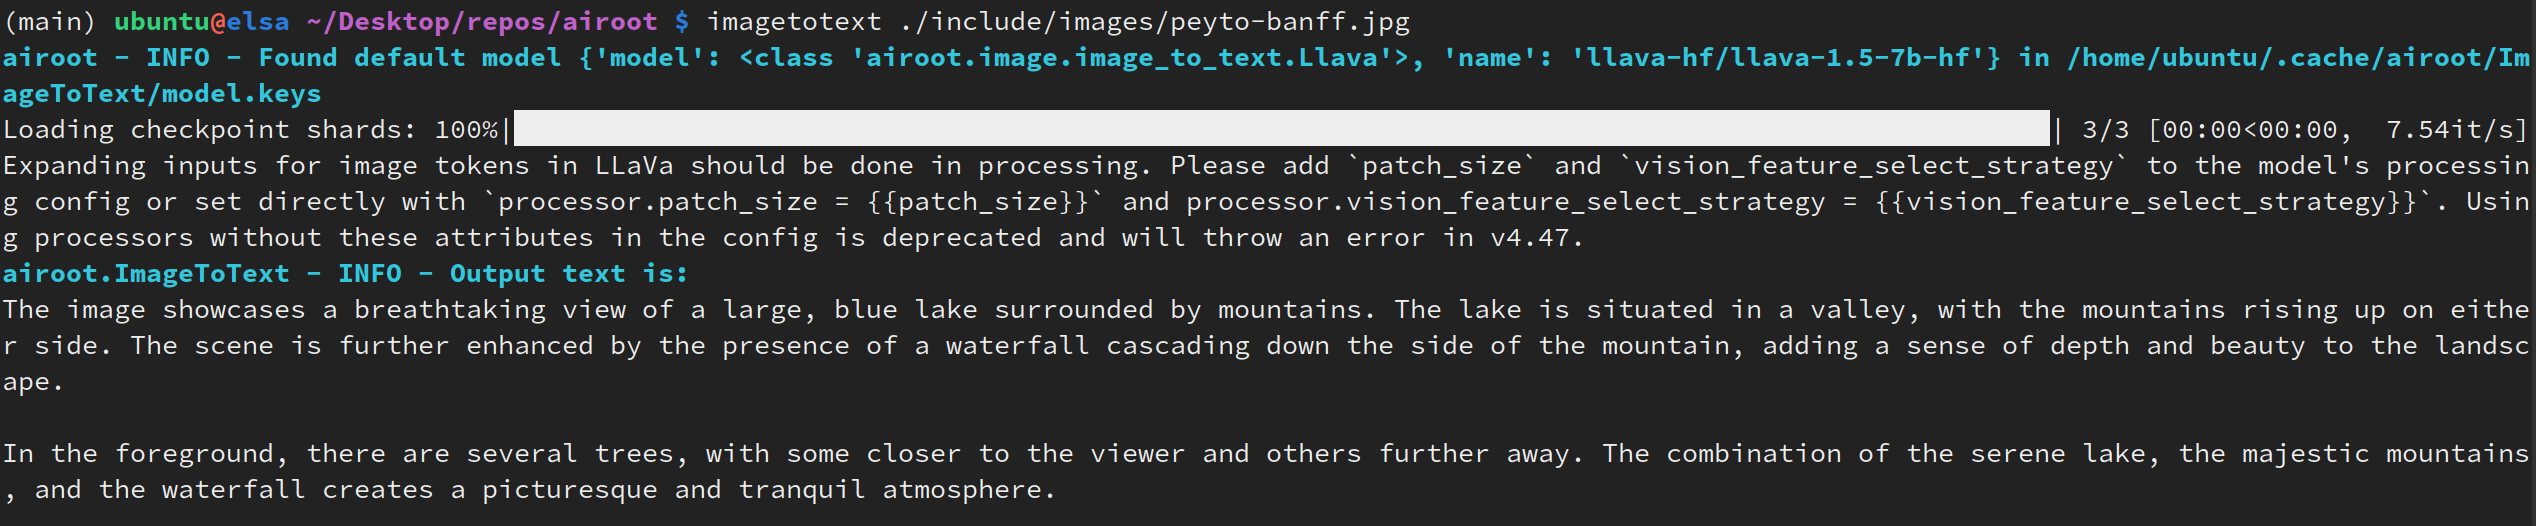 (main) ubuntu@elsa ~/Desktop/repos/airoot $ imagetotext ./include/images/peyto-banff.jpg
airoot - INFO - Found default model {'model': <class 'airoot.image.image_to_text.Llava'>, 'name': 'llava-hf/llava-1.5-7b-hf'} in /home/ubuntu/.cache/airoot/Im
ageToText/model.keys
Loading checkpoint shards: 100%|| 3/3 [00:00<00:00,  7.54it/s]
Expanding inputs for image tokens in LLaVa should be done in processing. Please add `patch_size` and `vision_feature_select_strategy` to the model's processin
g config or set directly with `processor.patch_size = {{patch_size}}` and processor.vision_feature_select_strategy = {{vision_feature_select_strategy}}`. Usin
g processors without these attributes in the config is deprecated and will throw an error in v4.47.
airoot.ImageToText - INFO - Output text is:
The image showcases a breathtaking view of a large, blue lake surrounded by mountains. The lake is situated in a valley, with the mountains rising up on eithe
r side. The scene is further enhanced by the presence of a waterfall cascading down the side of the mountain, adding a sense of depth and beauty to the landsc
ape.

In the foreground, there are several trees, with some closer to the viewer and others further away. The combination of the serene lake, the majestic mountains
, and the waterfall creates a picturesque and tranquil atmosphere.